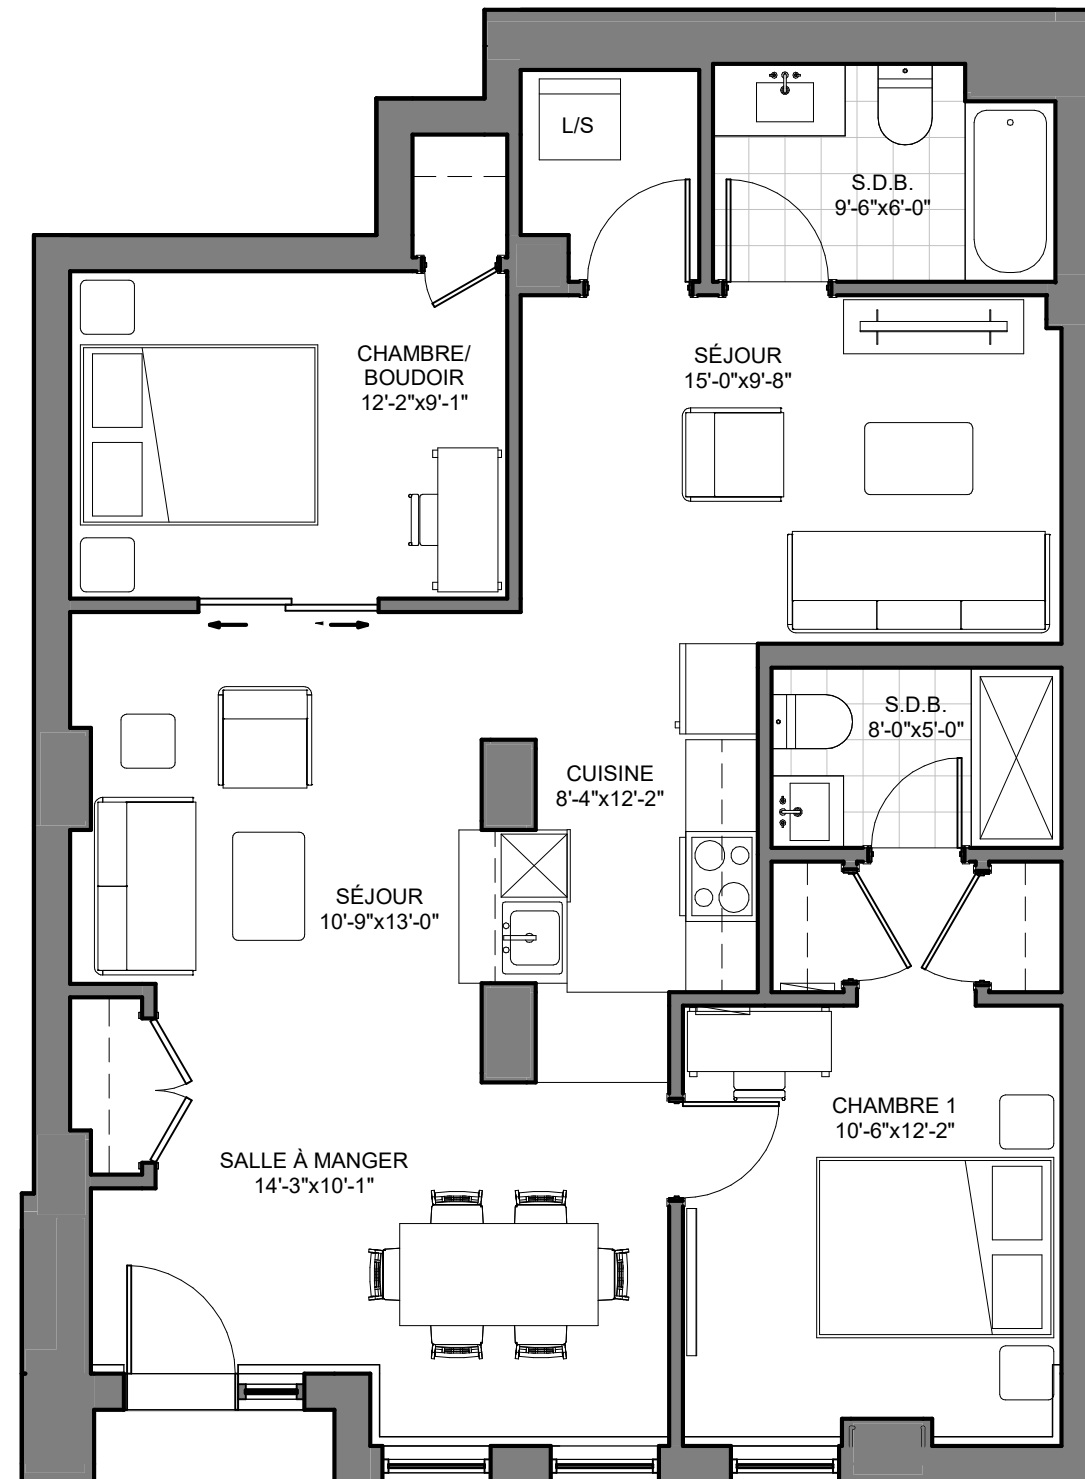 L/S
S.D.B.
9'-6"x6'-0"
CHAMBRE/
BOUDOIR
12'-2"x9'-1"
SÉJOUR
15'-0"x9'-8"
S.D.B.
8'-0"x5'-0"
CUISINE
8'-4"x12'-2"
SÉJOUR
10'-9"x13'-0"
CHAMBRE 1
10'-6"x12'-2"
SALLE À MANGER
14'-3"x10'-1"